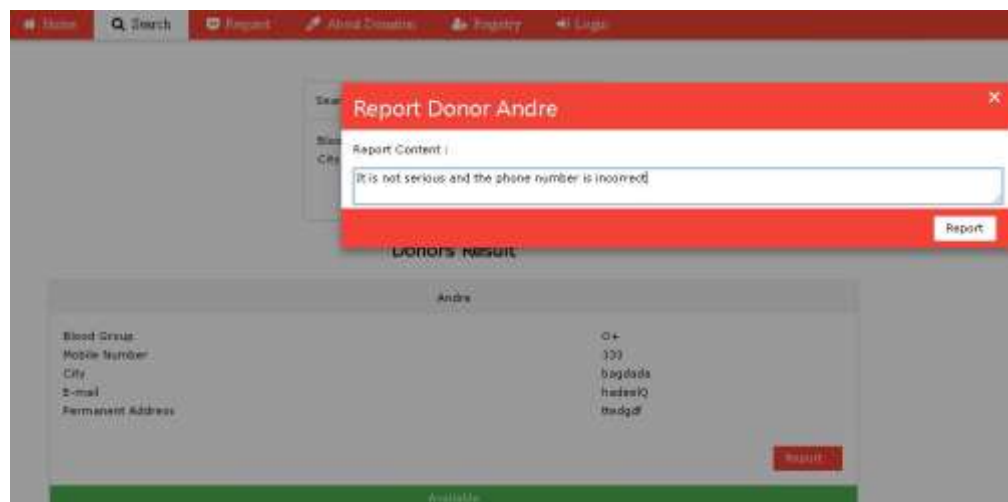 Home Search Request About Donation Registry Login
Sear
Report Donor Andre ×
Report Content :
City
It is not serious and the phone number is incorrect
Report
Donors Result
Andre
Blood Group O+
Mobile Number 333
City bagdada
E-mail hadeelQ
Permanent Address
Report
Available